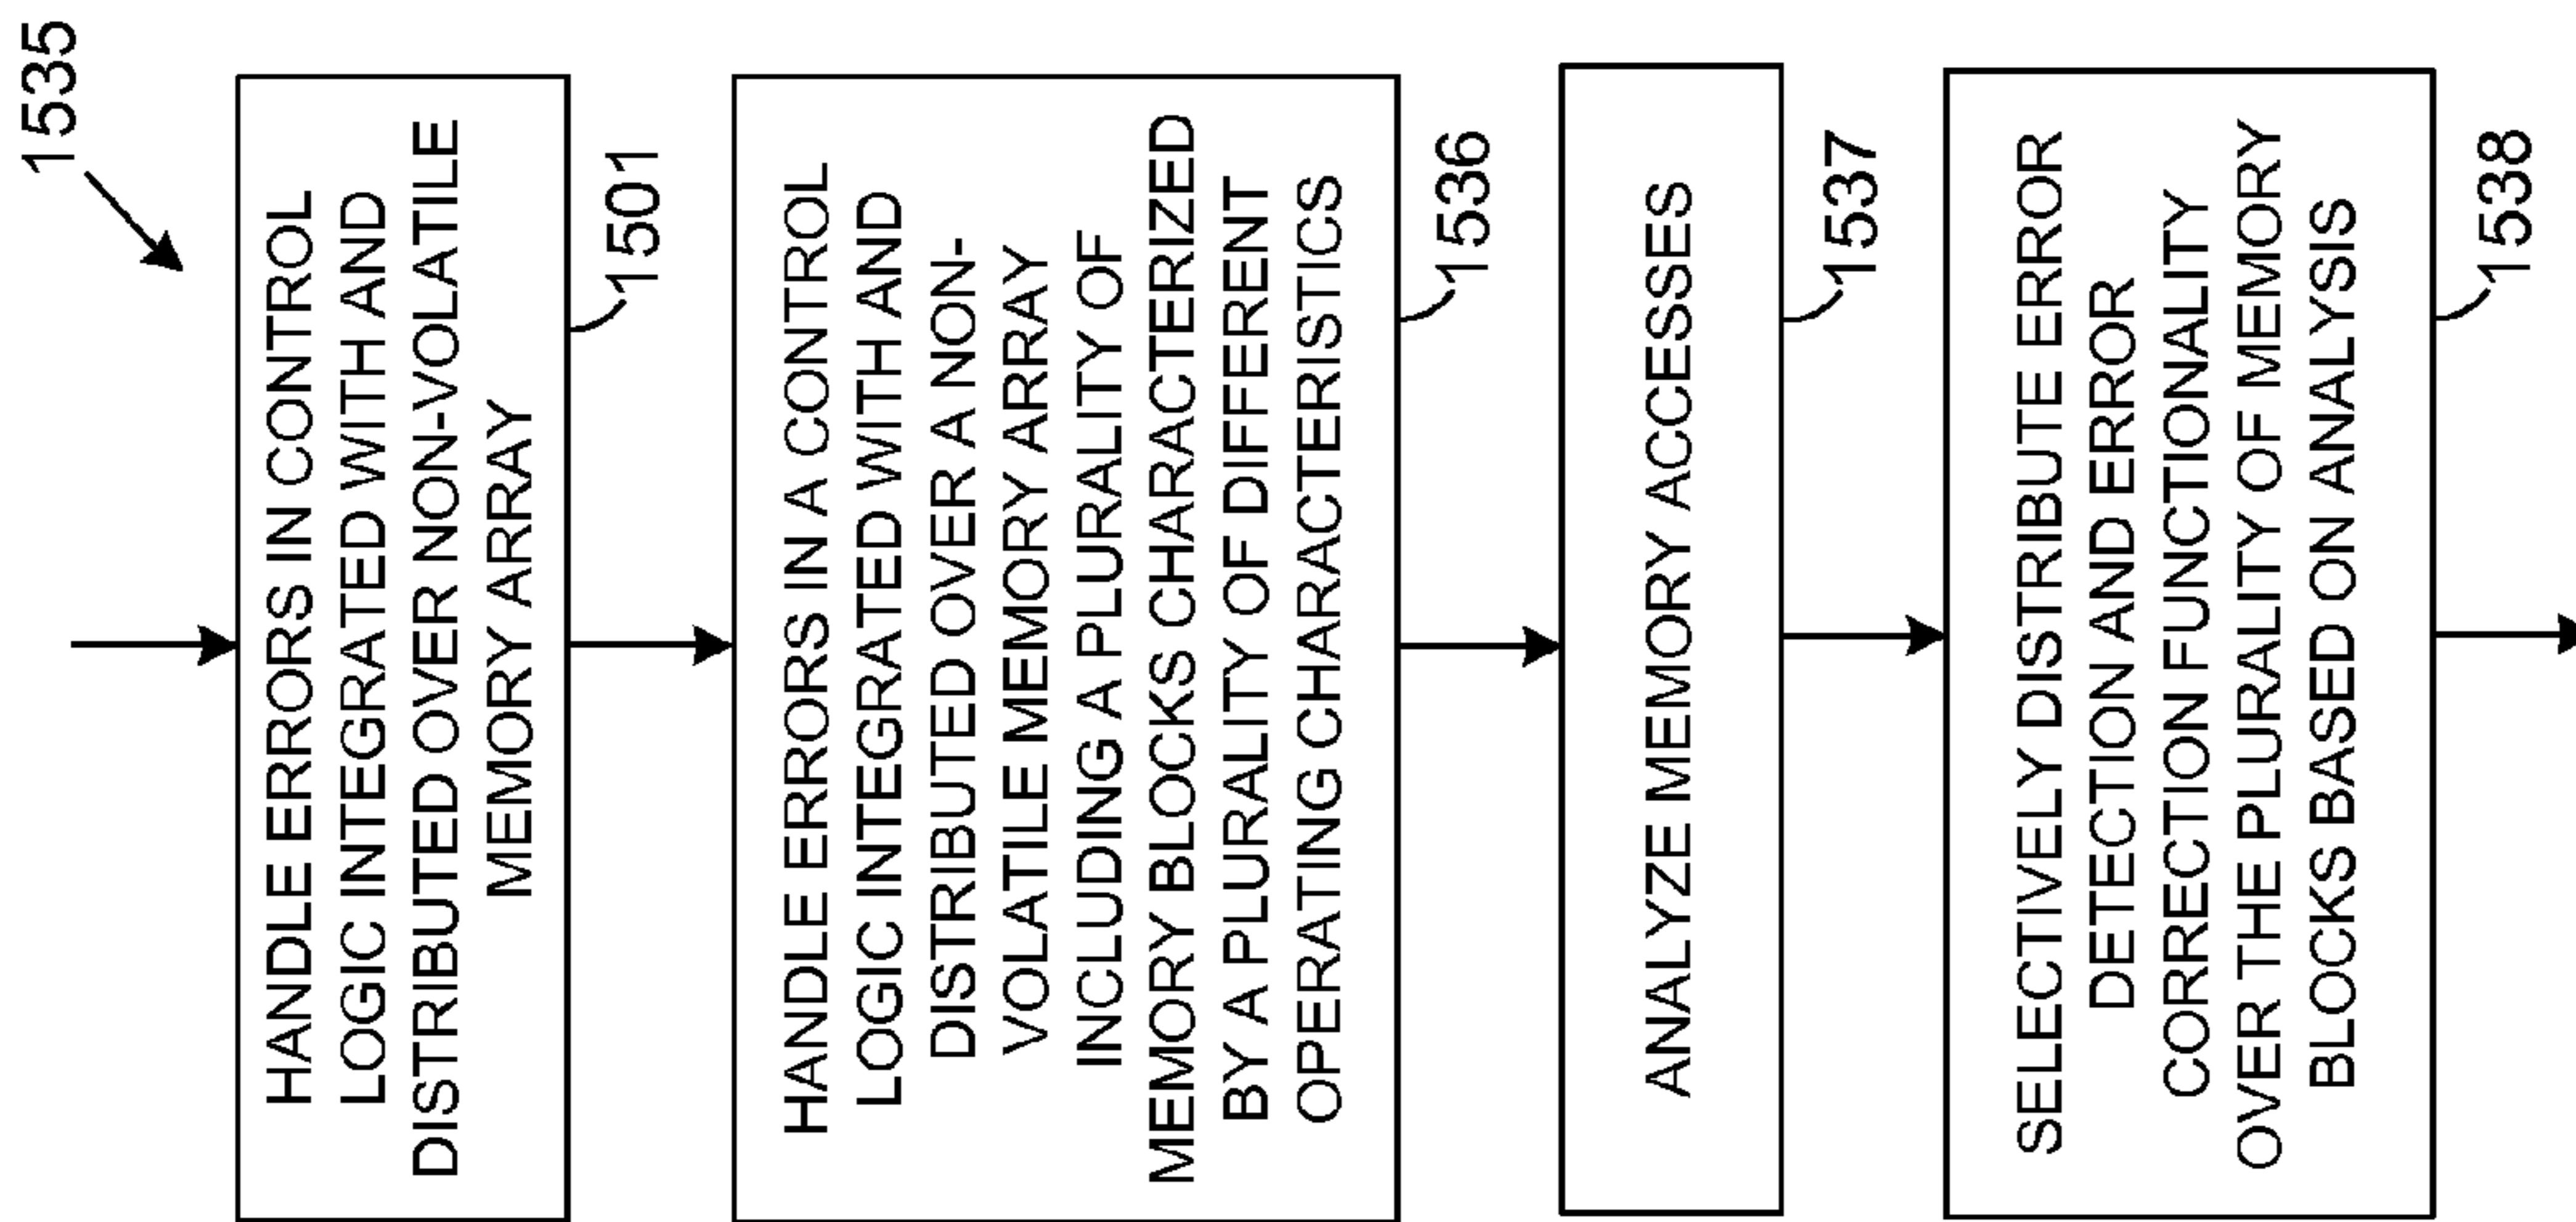 1535
HANDLE ERRORS IN CONTROL
LOGIC INTEGRATED WITH AND
DISTRIBUTED OVER NON-VOLATILE
MEMORY ARRAY
1501
HANDLE ERRORS IN A CONTROL
LOGIC INTEGRATED WITH AND
DISTRIBUTED OVER A NON-
VOLATILE MEMORY ARRAY
INCLUDING A PLURALITY OF
MEMORY BLOCKS CHARACTERIZED
BY A PLURALITY OF DIFFERENT
OPERATING CHARACTERISTICS
1536
ANALYZE MEMORY ACCESSES
1537
SELECTIVELY DISTRIBUTE ERROR
DETECTION AND ERROR
CORRECTION FUNCTIONALITY
OVER THE PLURALITY OF MEMORY
BLOCKS BASED ON ANALYSIS
1538